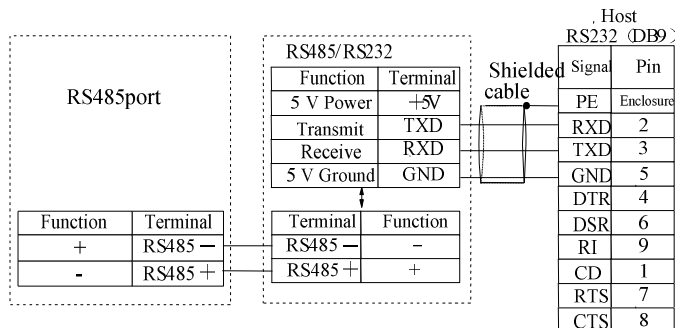 Host
RS232 (DB9)
Signal Pin
PE Enclosure
RXD 2
TXD 3
GND 5
DTR 4
DSR 6
RI 9
CD 1
RTS 7
CTS 8
Shielded
cable
RS485/RS232
Function Terminal
5 V Power +5V
Transmit TXD
Receive RXD
5 V Ground GND
Terminal Function
RS485- -
RS485+ +
RS485port
Function Terminal
+ RS485-
- RS485+